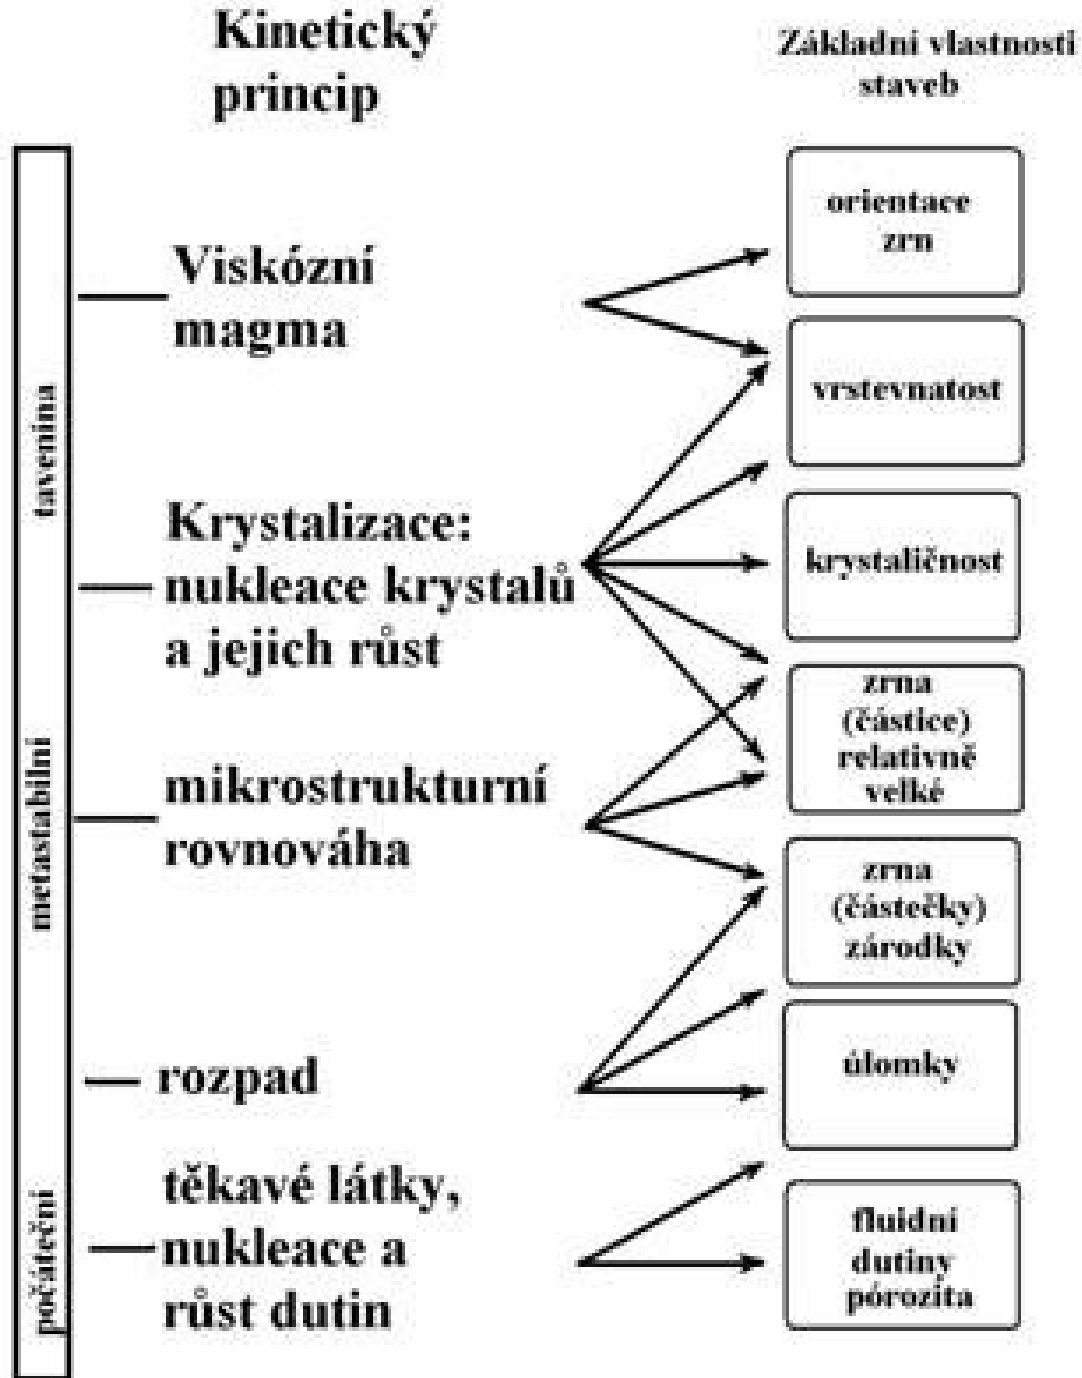 Kinetický
princip
Základní vlastnosti
staveb
tavenina
metastabilní
počáteční
Viskózní
magma
Krystalizace:
nukleace krystalů
a jejich růst
mikrostrukturní
rovnováha
rozpad
těkavé látky,
nukleace a
růst dutin
orientace
zrn
vrstevnatost
krystaličnost
zrna
(částice)
relativně
velké
zrna
(částečky)
zárodky
úlomky
fluidní
dutiny
pórozita